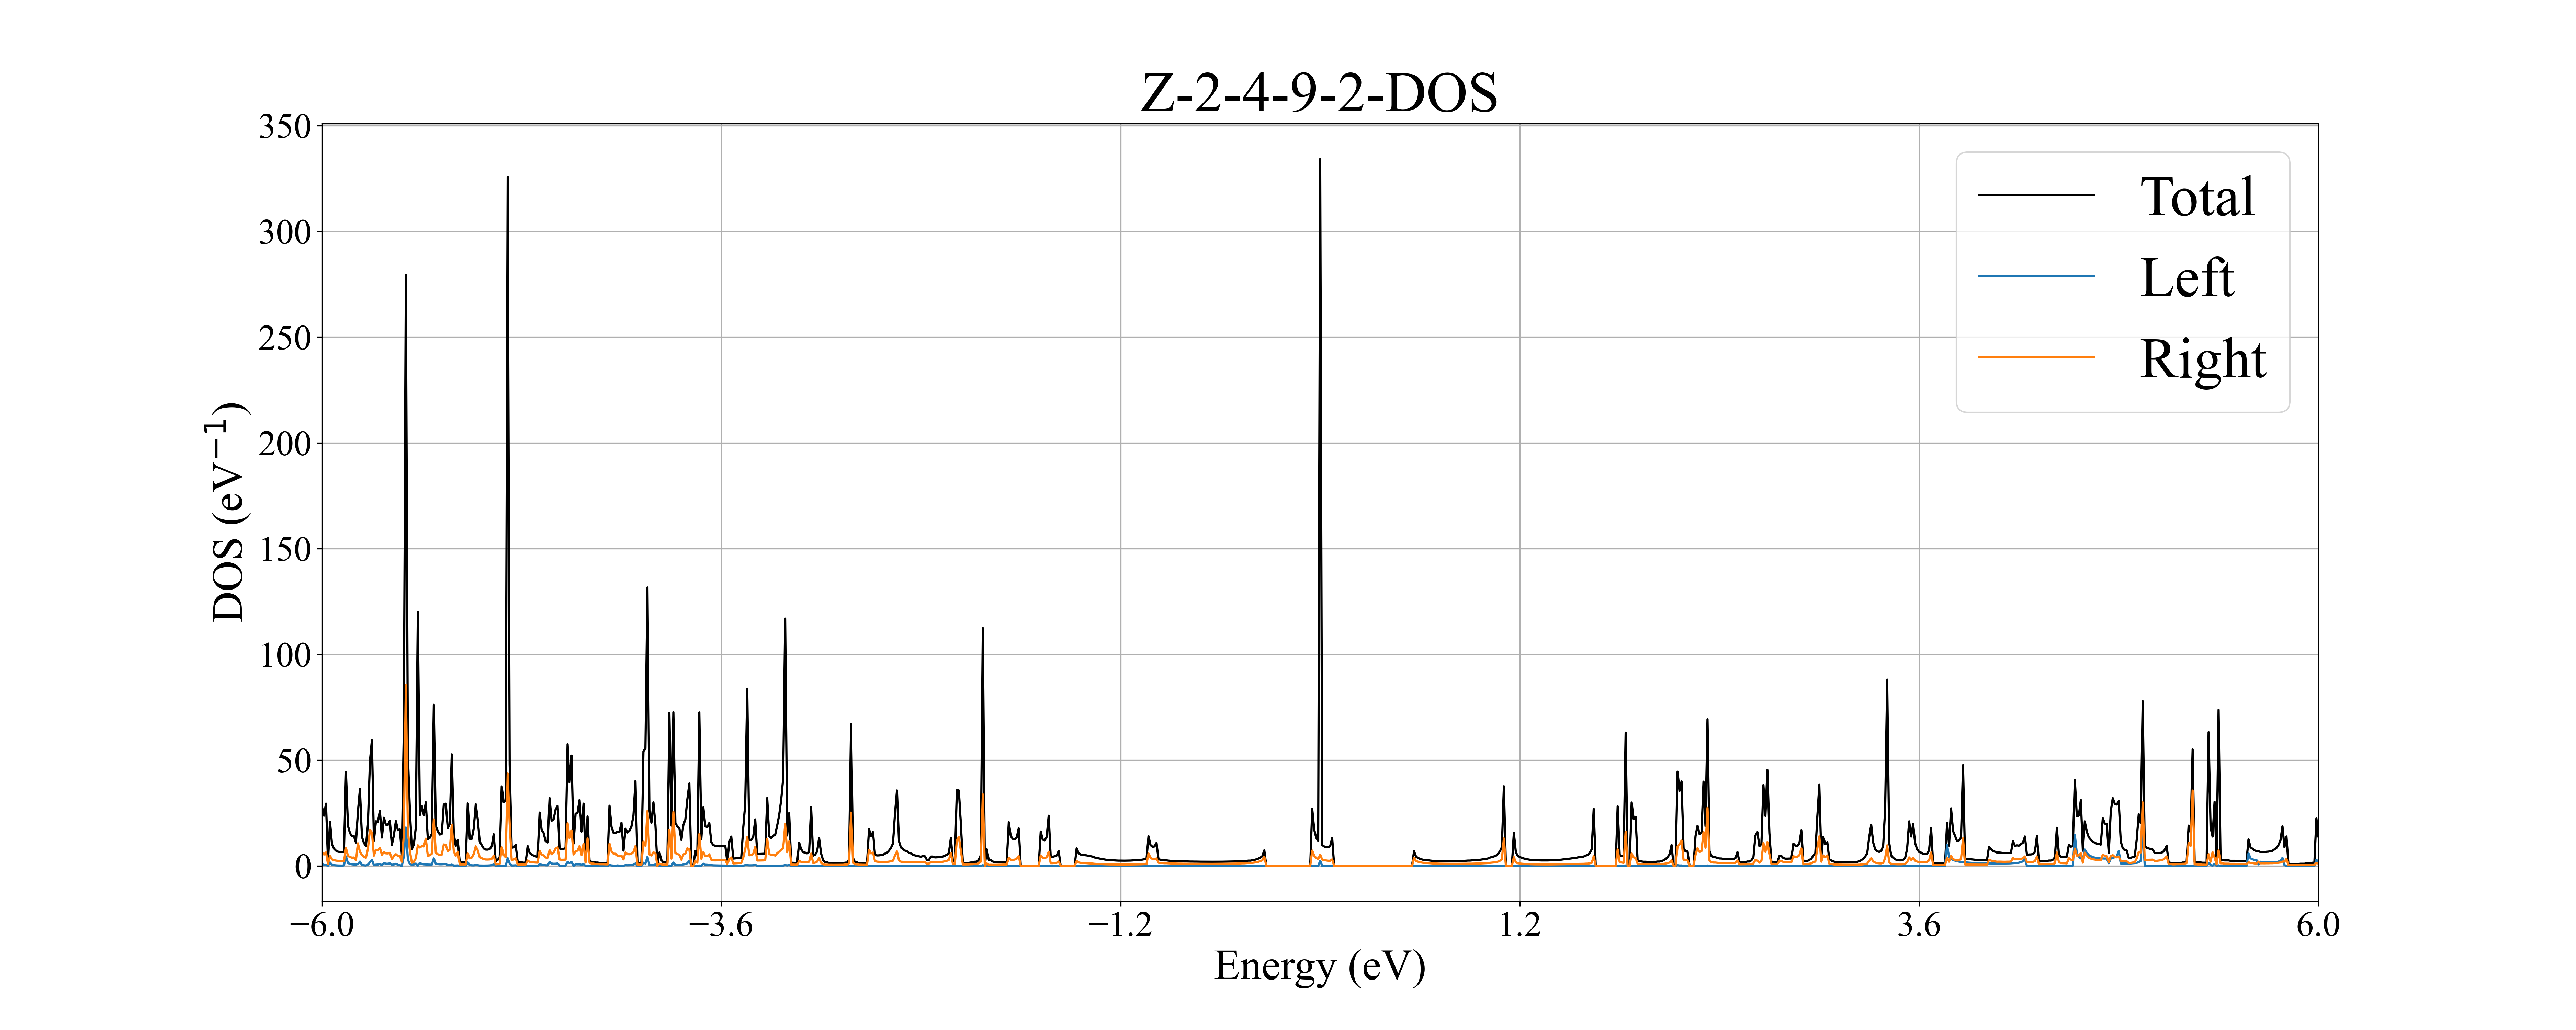 Z-2-4-9-2-DOS
350
300
250
200
150
100
50
0
DOS (eV⁻¹)
Total
Left
Right
−6.0 −3.6 −1.2 1.2 3.6 6.0
Energy (eV)